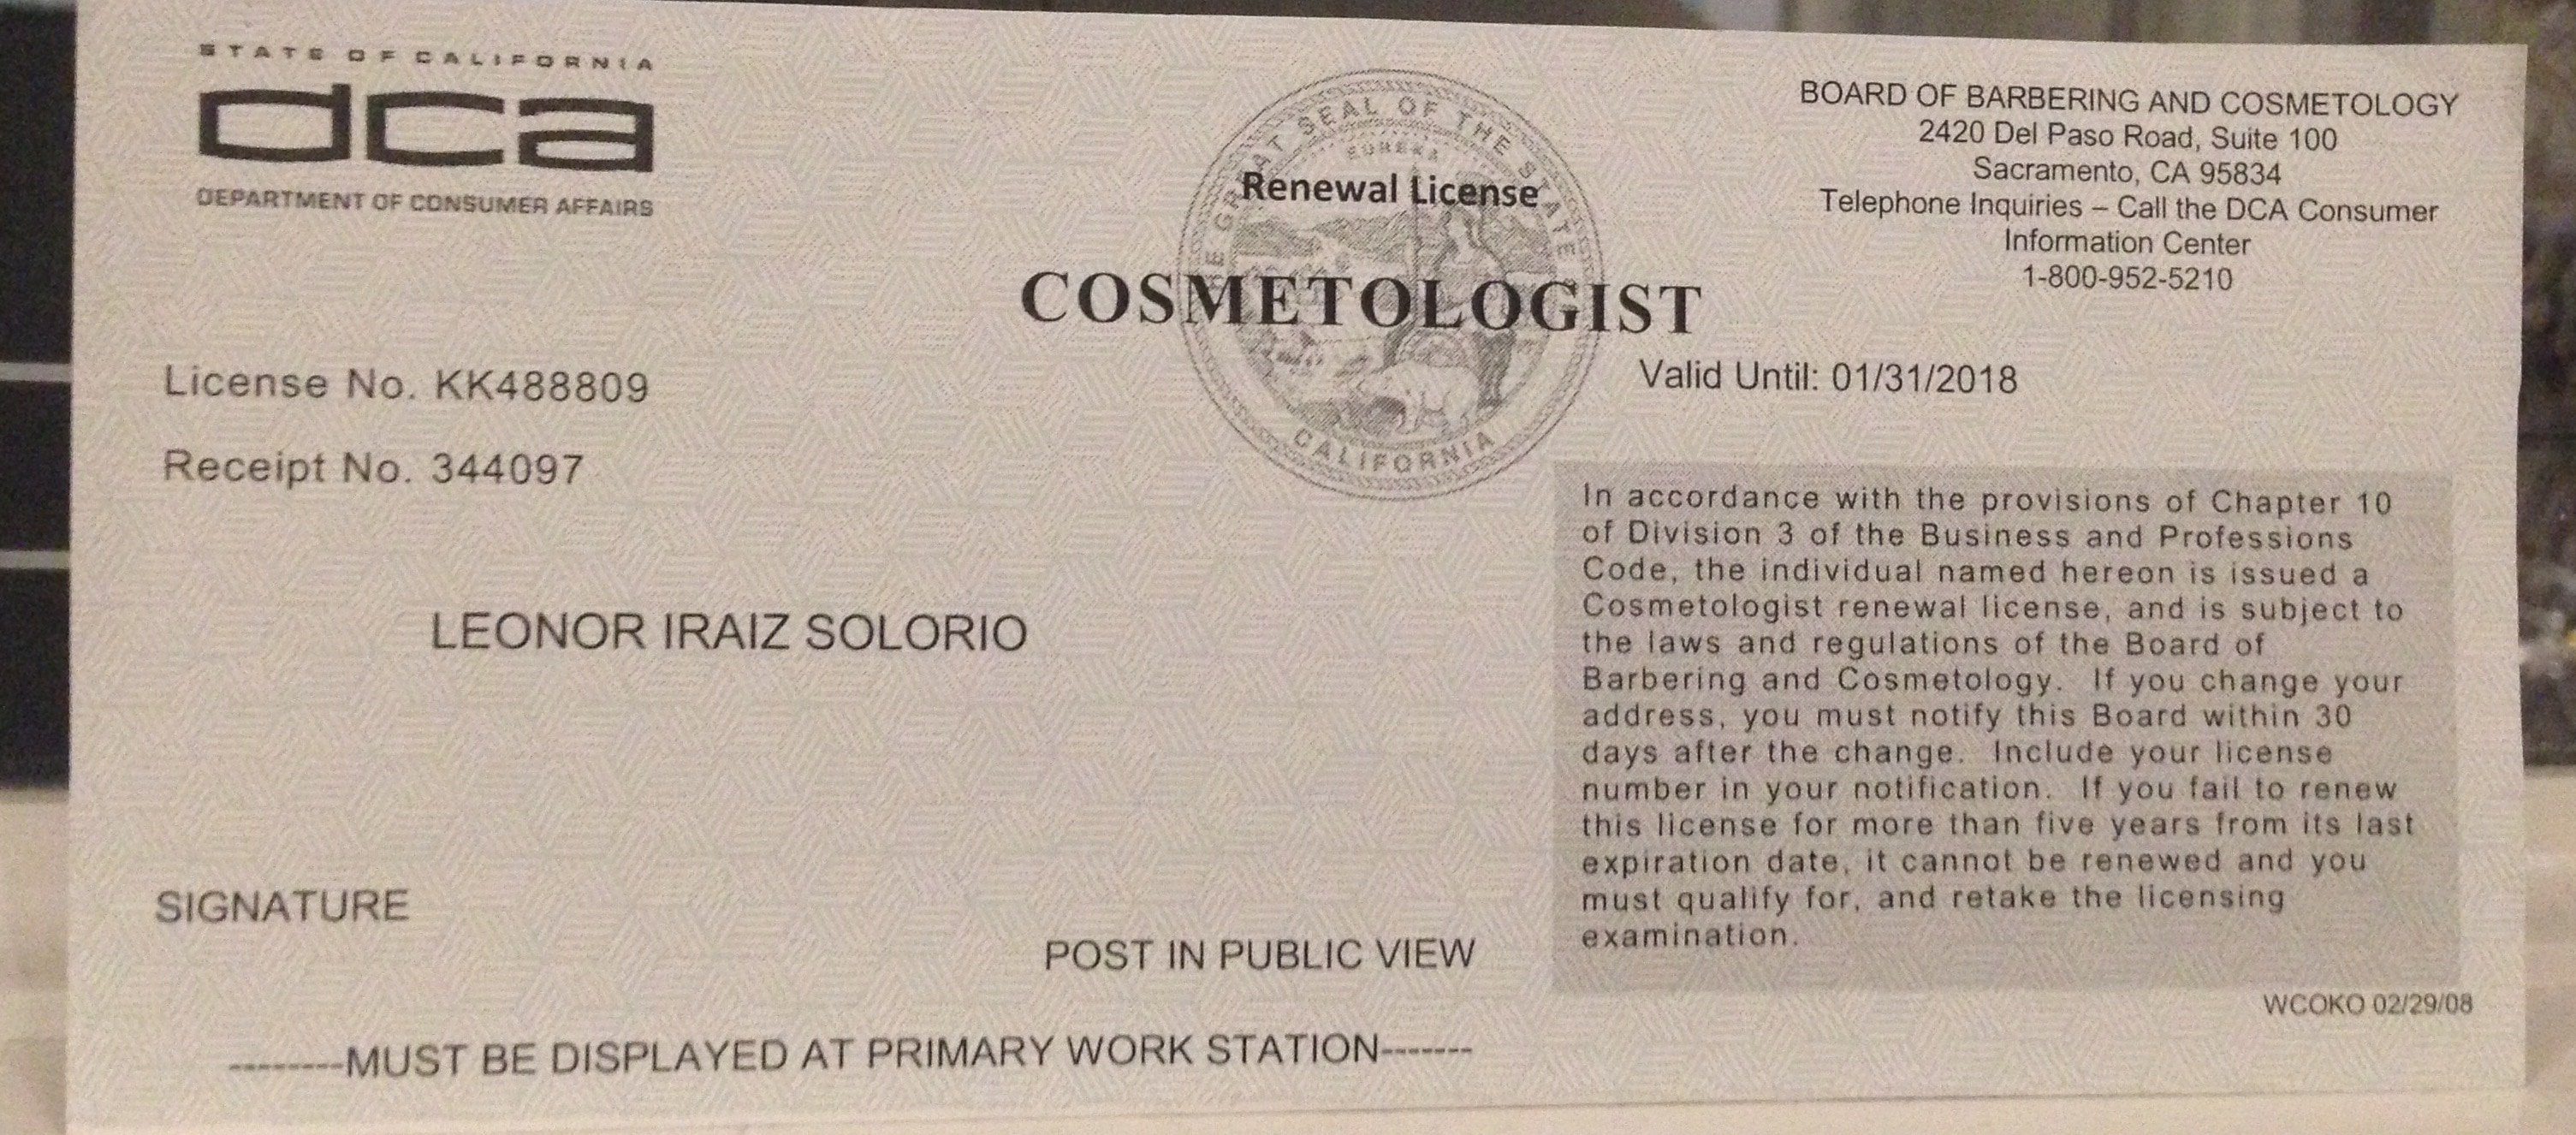 STATE OF CALIFORNIA
dca
DEPARTMENT OF CONSUMER AFFAIRS
THE GREAT SEAL OF THE STATE
EUREKA
CALIFORNIA
Renewal License
COSMETOLOGIST
BOARD OF BARBERING AND COSMETOLOGY
2420 Del Paso Road, Suite 100
Sacramento, CA 95834
Telephone Inquiries – Call the DCA Consumer
Information Center
1-800-952-5210
Valid Until: 01/31/2018
License No. KK488809
Receipt No. 344097
LEONOR IRAIZ SOLORIO
In accordance with the provisions of Chapter 10
of Division 3 of the Business and Professions
Code, the individual named hereon is issued a
Cosmetologist renewal license, and is subject to
the laws and regulations of the Board of
Barbering and Cosmetology. If you change your
address, you must notify this Board within 30
days after the change. Include your license
number in your notification. If you fail to renew
this license for more than five years from its last
expiration date, it cannot be renewed and you
must qualify for, and retake the licensing
examination.
SIGNATURE
POST IN PUBLIC VIEW
WCOKO 02/29/08
--------MUST BE DISPLAYED AT PRIMARY WORK STATION-------